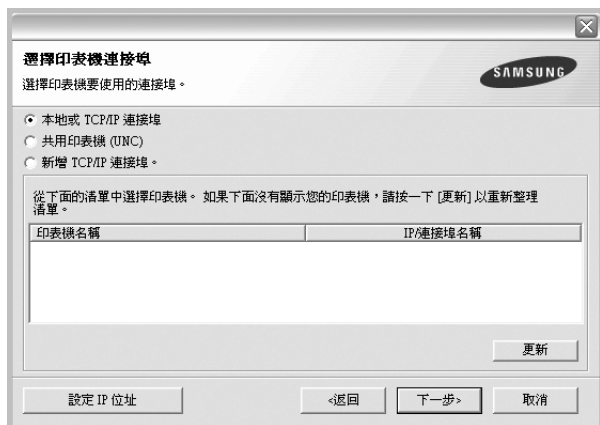 選擇印表機連接埠
選擇印表機要使用的連接埠。
SAMSUNG
本地或 TCP/IP 連接埠
共用印表機 (UNC)
新增 TCP/IP 連接埠。
從下面的清單中選擇印表機。 如果下面沒有顯示您的印表機，請按一下 [更新] 以重新整理
清單。
印表機名稱 IP/連接埠名稱
更新
設定 IP 位址 <返回 下一步> 取消